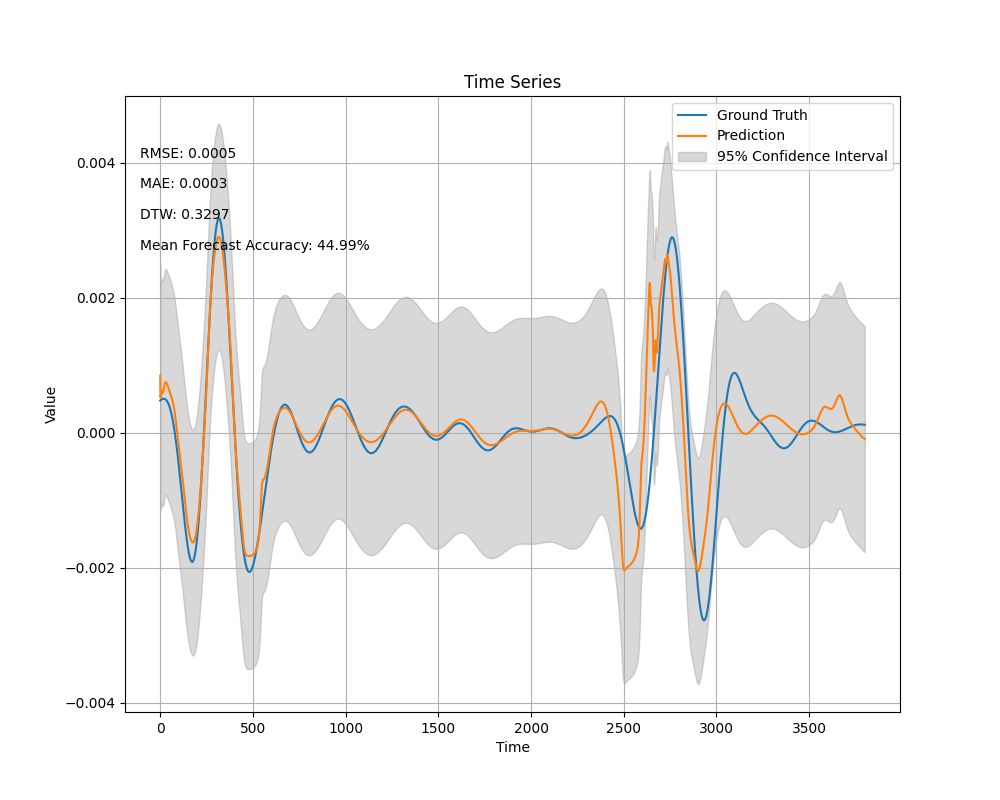 Time Series
Ground Truth
Prediction
95% Confidence Interval
RMSE: 0.0005
MAE: 0.0003
DTW: 0.3297
Mean Forecast Accuracy: 44.99%
Value
0.004
0.002
0.000
−0.002
−0.004
0 500 1000 1500 2000 2500 3000 3500
Time